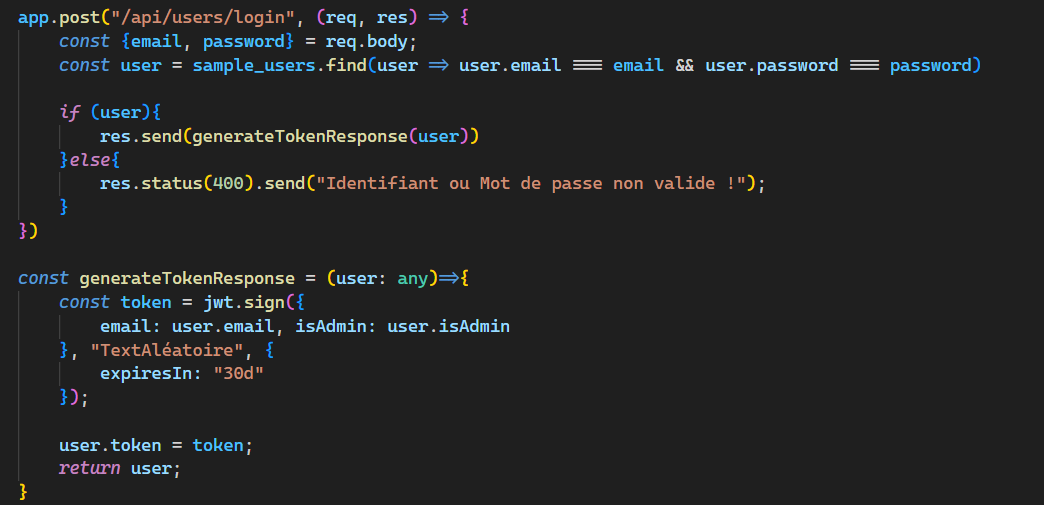 app.post("/api/users/login", (req, res) => {
    const {email, password} = req.body;
    const user = sample_users.find(user => user.email === email && user.password === password)

    if (user){
        res.send(generateTokenResponse(user))
    }else{
        res.status(400).send("Identifiant ou Mot de passe non valide !");
    }
})

const generateTokenResponse = (user: any)=>{
    const token = jwt.sign({
        email: user.email, isAdmin: user.isAdmin
    }, "TextAléatoire", {
        expiresIn: "30d"
    });

    user.token = token;
    return user;
}